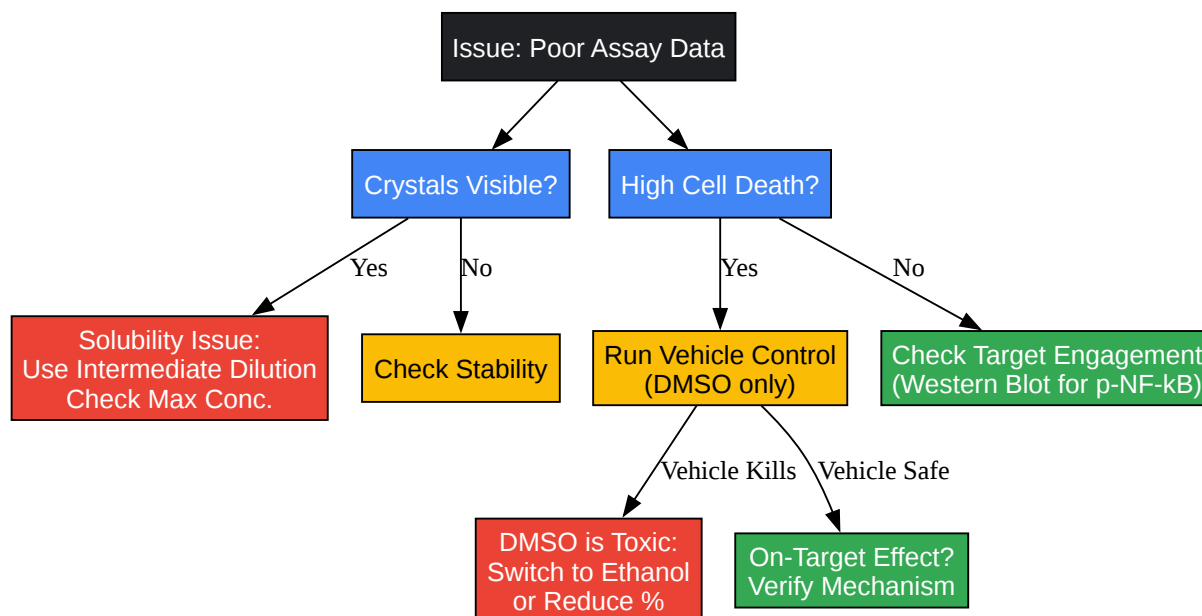 Issue: Poor Assay Data
Crystals Visible?
High Cell Death?
Yes
No
Yes
No
Solubility Issue:
Use Intermediate Dilution
Check Max Conc.
Check Stability
Run Vehicle Control
(DMSO only)
Check Target Engagement
(Western Blot for p-NF-kB)
Vehicle Kills
Vehicle Safe
DMSO is Toxic:
Switch to Ethanol
or Reduce %
On-Target Effect?
Verify Mechanism